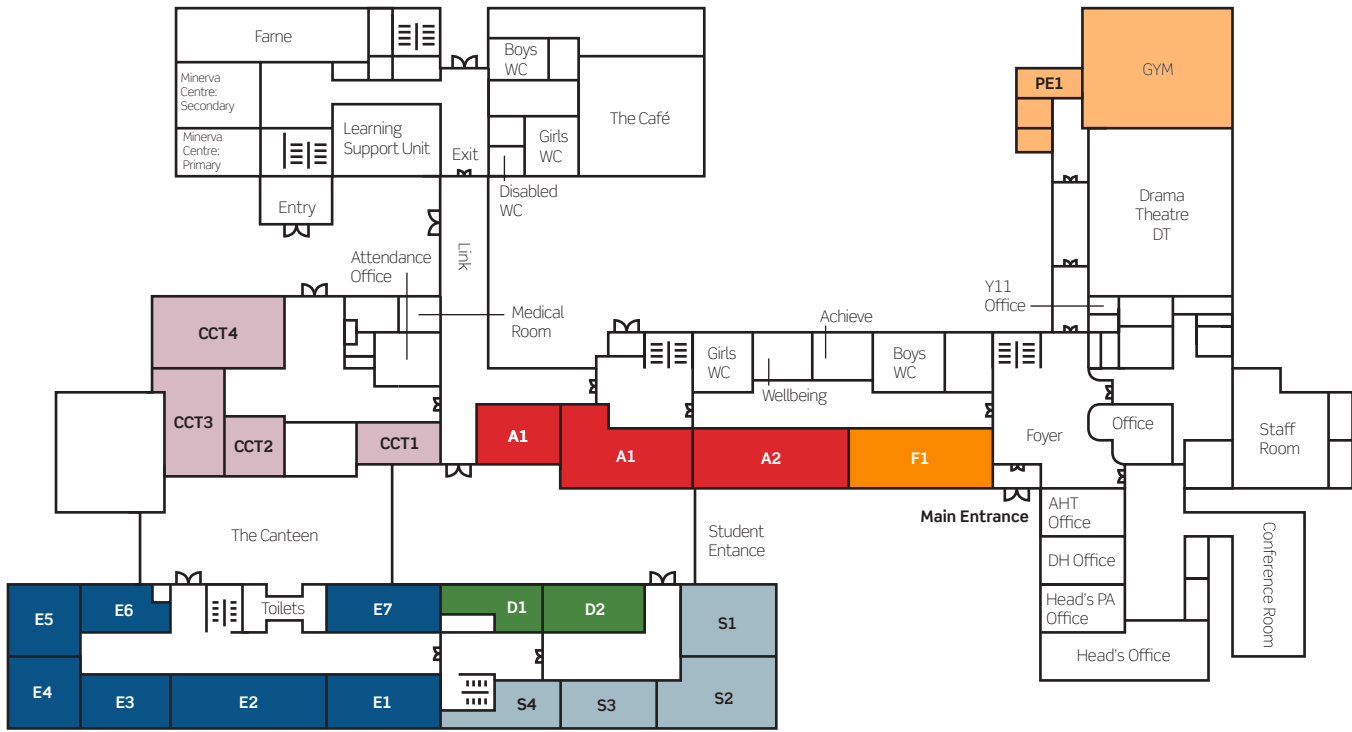 Farne
Boys
WC
GYM
Minerva
Centre:
Secondary
PE1
The Café
Learning
Support Unit
Girls
WC
Minerva
Centre:
Primary
Exit
Disabled
WC
Entry
Drama
Theatre
DT
Link
Attendance
Office
Y11
Office
Medical
Room
Achieve
CCT4
Girls
WC
Boys
WC
Wellbeing
CCT3
CCT2
CCT1
A1
A1
A2
F1
Foyer
Office
Staff
Room
Main Entrance
AHT
Office
The Canteen
Student
Entance
DH Office
Conference Room
E5
E6
Toilets
E7
D1
D2
S1
Head's PA
Office
Head's Office
E4
E3
E2
E1
S4
S3
S2